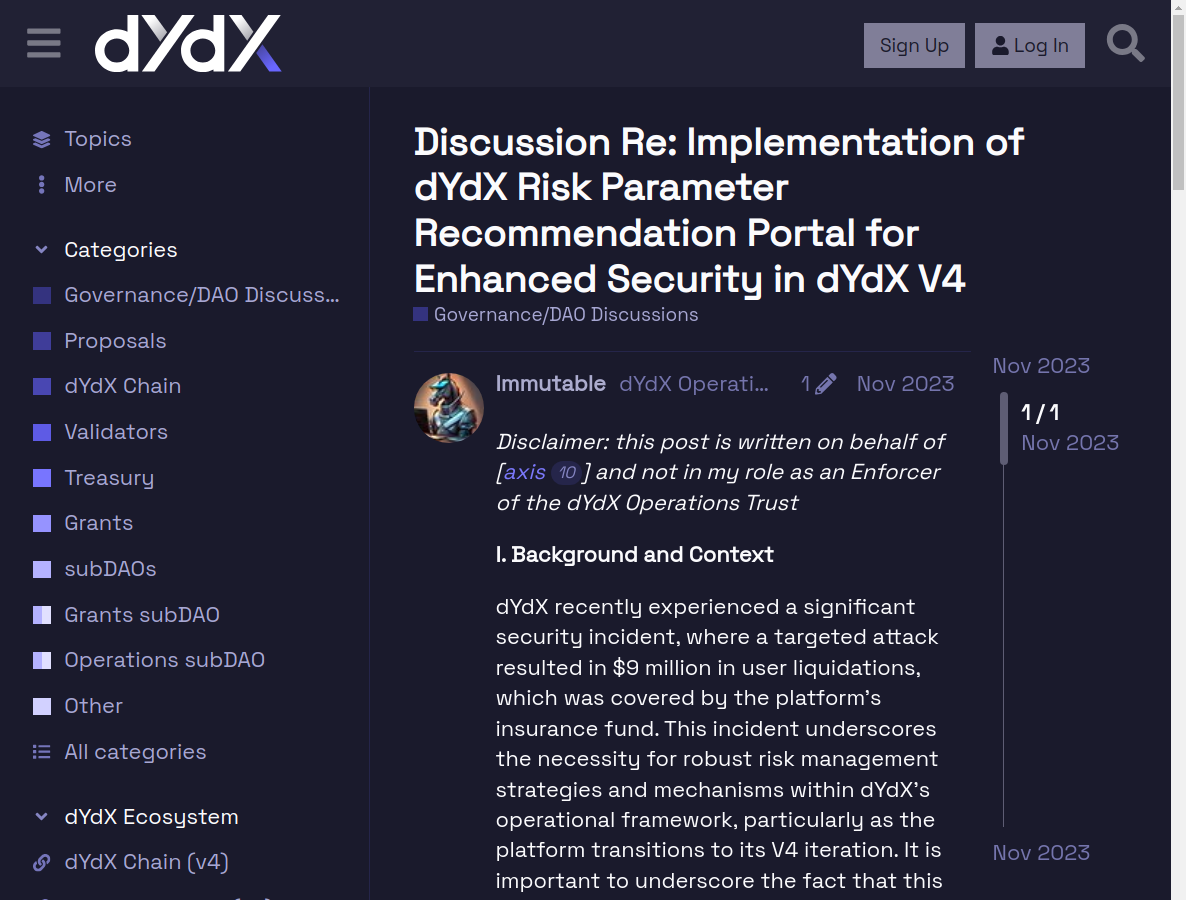 dYdX
Sign Up
Log In
Topics
More
Categories
Governance/DAO Discuss...
Proposals
dYdX Chain
Validators
Treasury
Grants
subDAOs
Grants subDAO
Operations subDAO
Other
All categories
dYdX Ecosystem
dYdX Chain (v4)
Discussion Re: Implementation of
dYdX Risk Parameter
Recommendation Portal for
Enhanced Security in dYdX V4
Governance/DAO Discussions
Immutable dYdX Operati... 1 Nov 2023
Disclaimer: this post is written on behalf of
[axis 10 ] and not in my role as an Enforcer
of the dYdX Operations Trust
I. Background and Context
dYdX recently experienced a significant
security incident, where a targeted attack
resulted in $9 million in user liquidations,
which was covered by the platform's
insurance fund. This incident underscores
the necessity for robust risk management
strategies and mechanisms within dYdX's
operational framework, particularly as the
platform transitions to its V4 iteration. It is
important to underscore the fact that this
Nov 2023
1 / 1
Nov 2023
Nov 2023